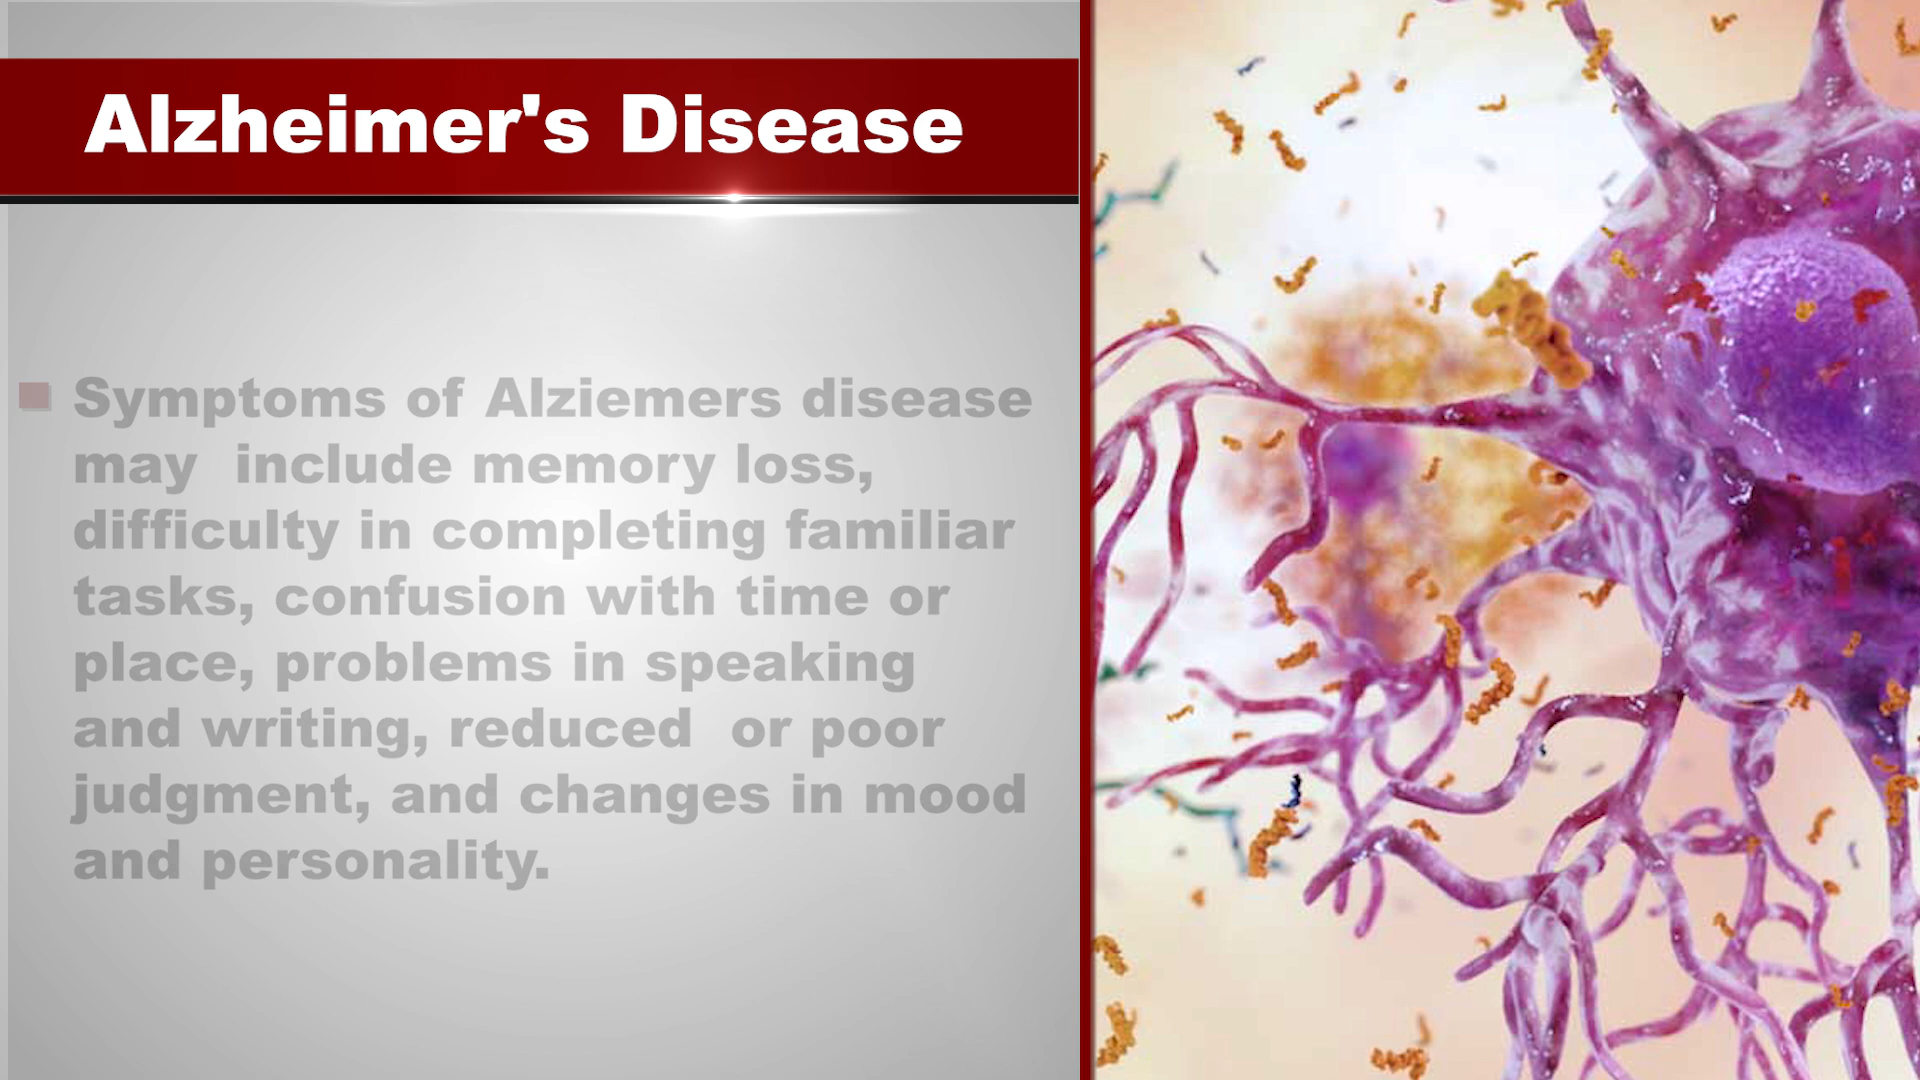 Alzheimer's Disease
Symptoms of Alziemers disease
may  include memory loss,
difficulty in completing familiar
tasks, confusion with time or
place, problems in speaking
and writing, reduced  or poor
judgment, and changes in mood
and personality.